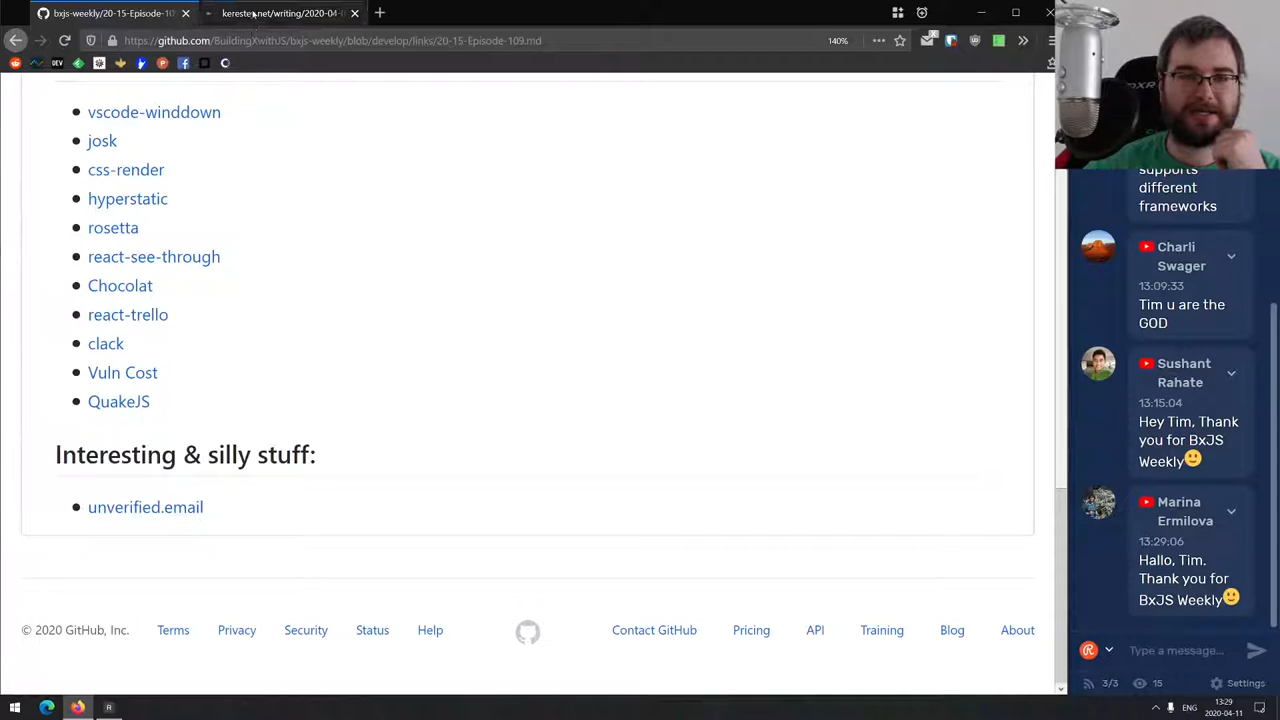 bxjs-weekly/20-15-Episode-10
kerester.net/writing/2020-04-0
https://github.com/BuildingXwithJS/bxjs-weekly/blob/develop/links/20-15-Episode-109.md
140%
DEV
vscode-winddown
josk
css-render
hyperstatic
rosetta
react-see-through
Chocolat
react-trello
clack
Vuln Cost
QuakeJS
Interesting & silly stuff:
unverified.email
© 2020 GitHub, Inc.
Terms
Privacy
Security
Status
Help
Contact GitHub
Pricing
API
Training
Blog
About
supports
different
frameworks
Charli
Swager
13:09:33
Tim u are the
GOD
Sushant
Rahate
13:15:04
Hey Tim, Thank
you for BxJS
Weekly
Marina
Ermilova
13:29:06
Hallo, Tim.
Thank you for
BxJS Weekly
Type a message...
3/3
15
Settings
ENG
13:29
2020-04-11